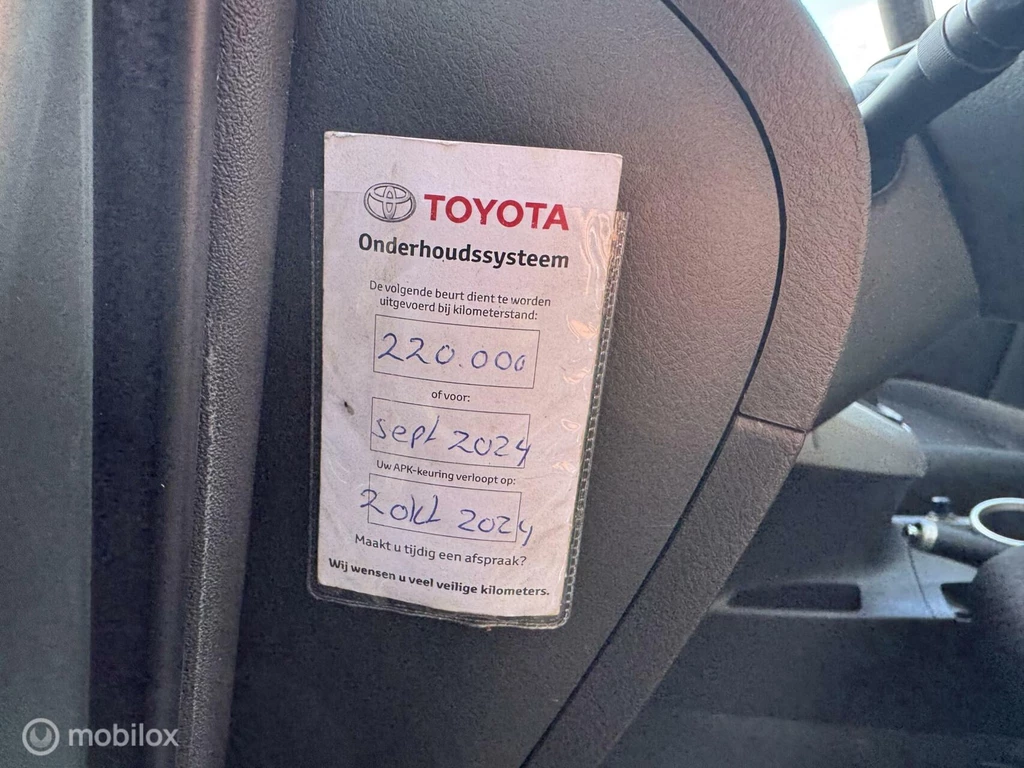 TOYOTA
Onderhoudssysteem
De volgende beurt dient te worden
uitgevoerd bij kilometerstand:
220.000
of voor:
sept 2024
Uw APK-keuring verloopt op:
2 okt 2024
Maakt u tijdig een afspraak?
Wij wensen u veel veilige kilometers.
mobilox